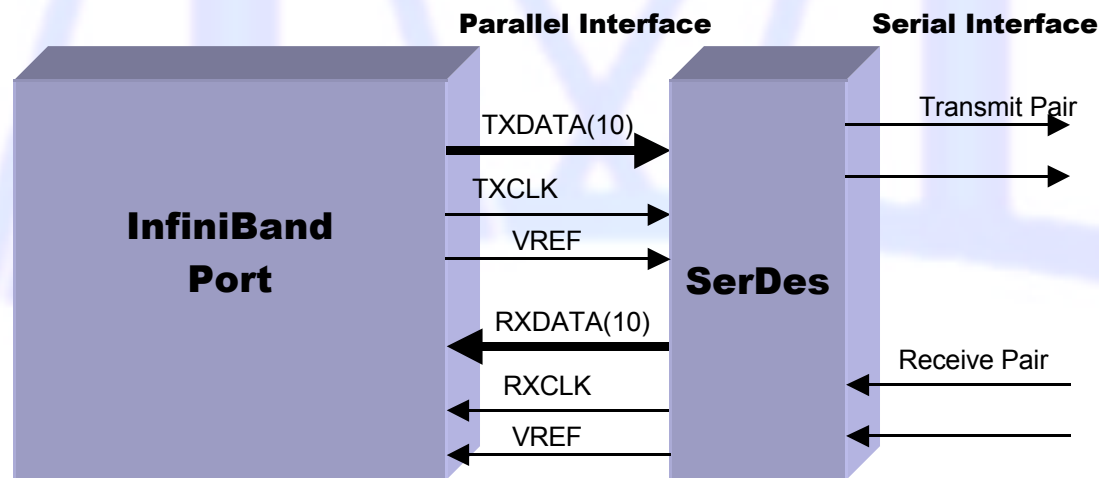 Parallel Interface
Serial Interface
TXDATA(10)
Transmit Pair
TXCLK
InfiniBand
Port
VREF
SerDes
RXDATA(10)
Receive Pair
RXCLK
VREF